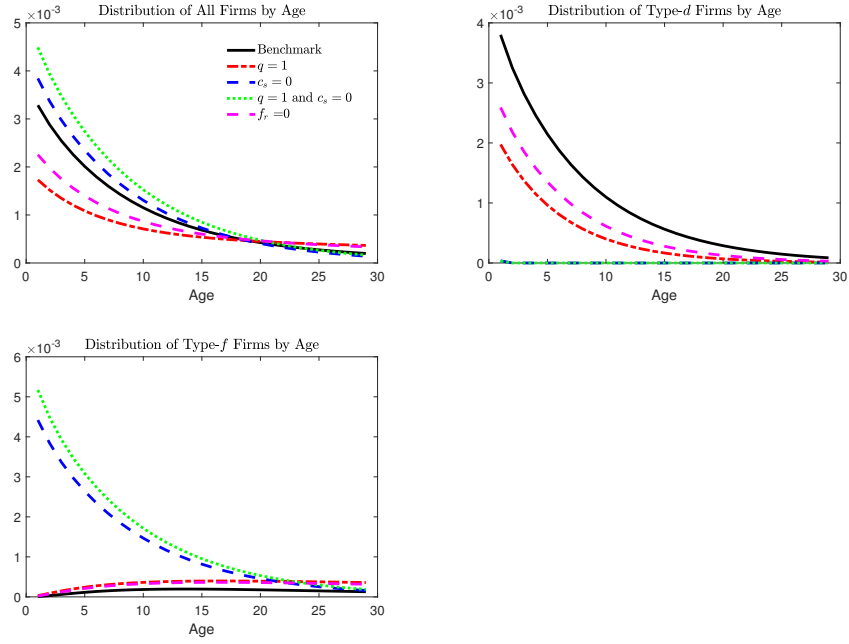 Distribution of All Firms by Age
×10⁻³
5
4
3
2
1
0
0 5 10 15 20 25 30
Age
Benchmark
q = 1
c_s = 0
q = 1 and c_s = 0
f_r =0
Distribution of Type-d Firms by Age
×10⁻³
4
3
2
1
0
0 5 10 15 20 25 30
Age
Distribution of Type-f Firms by Age
×10⁻³
6
5
4
3
2
1
0
0 5 10 15 20 25 30
Age